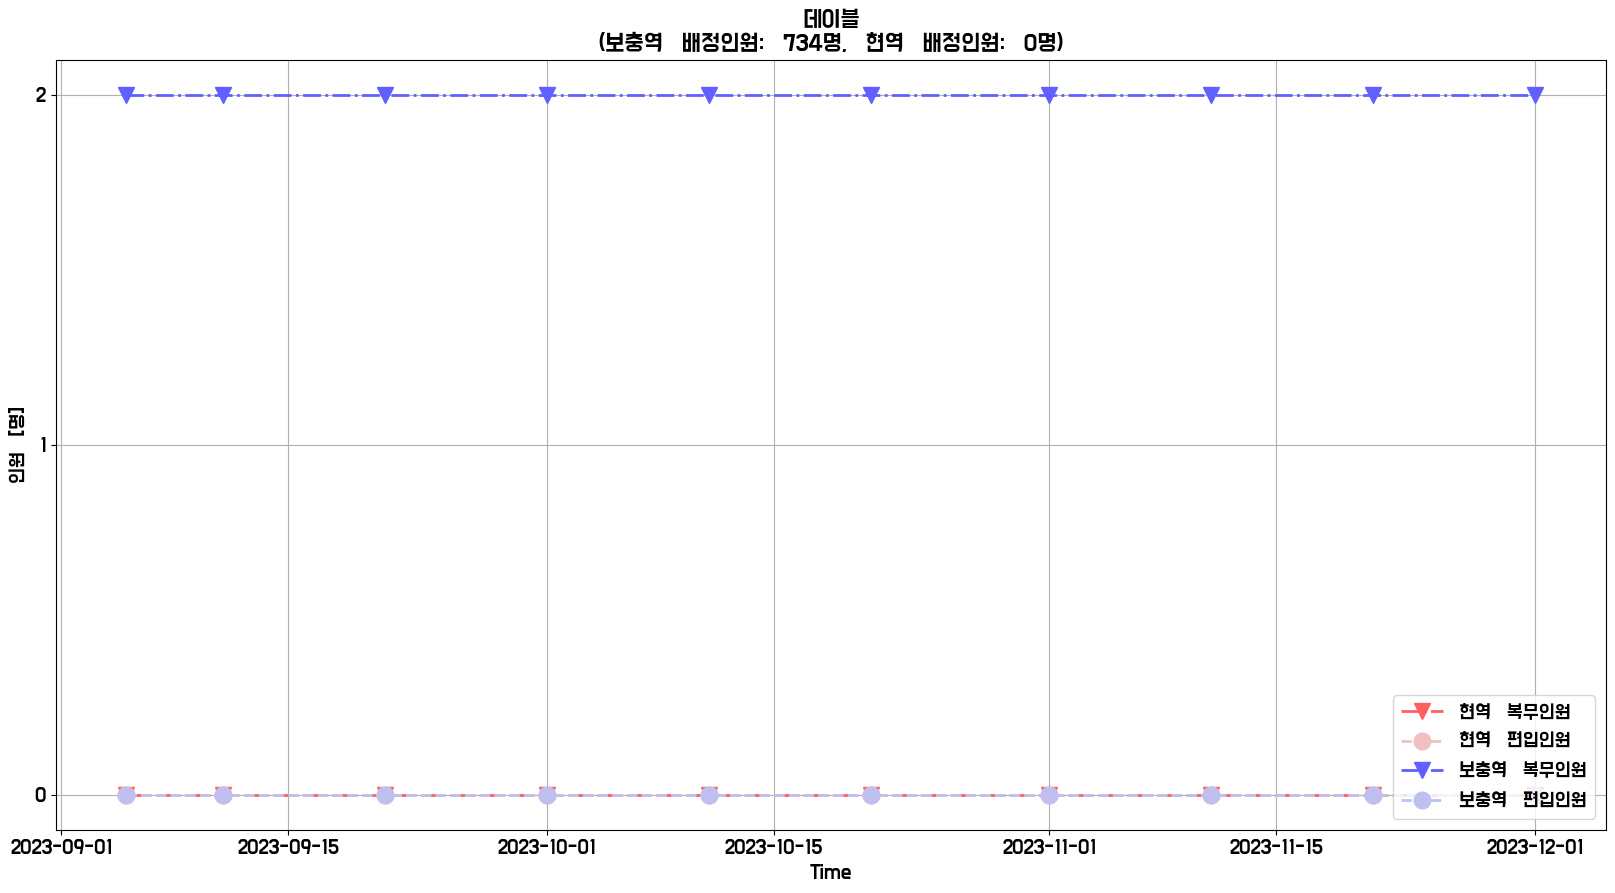 데이블
(보충역 배정인원: 734명, 현역 배정인원: 0명)
인원 [명]
2
1
0
현역 복무인원
현역 편입인원
보충역 복무인원
보충역 편입인원
2023-09-01 2023-09-15 2023-10-01 2023-10-15 2023-11-01 2023-11-15 2023-12-01
Time